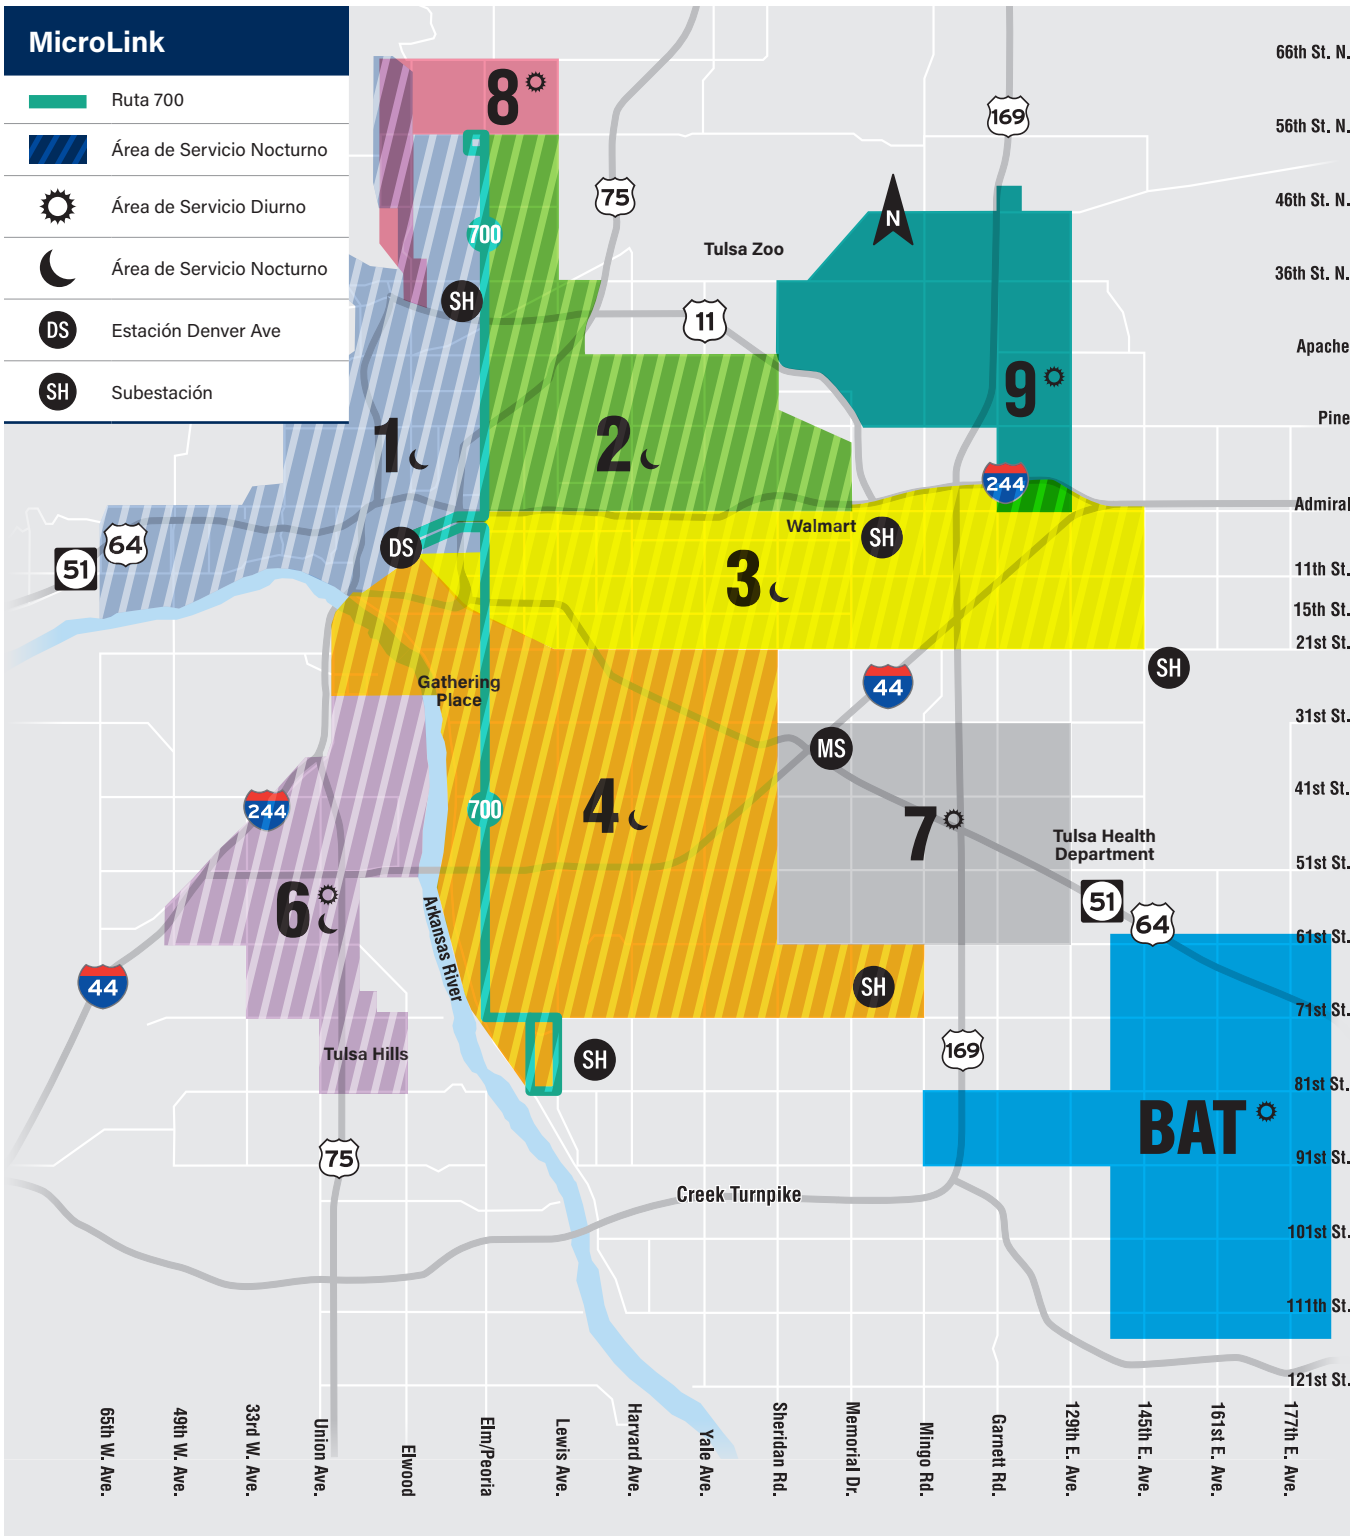 MicroLink
Ruta 700
Área de Servicio Nocturno
Área de Servicio Diurno
Área de Servicio Nocturno
DS
Estación Denver Ave
SH
Subestación
66th St. N.
56th St. N.
46th St. N.
36th St. N.
Apache
Pine
Admiral
11th St.
15th St.
21st St.
31st St.
41st St.
51st St.
61st St.
71st St.
81st St.
91st St.
101st St.
111th St.
121st St.
8
169
75
N
700
Tulsa Zoo
SH
11
9
1
2
244
Walmart
SH
64
51
DS
3
SH
Gathering
Place
44
MS
4
700
244
7
Tulsa Health
Department
6
51
64
Arkansas River
44
SH
169
Tulsa Hills
SH
BAT
75
Creek Turnpike
65th W. Ave.
49th W. Ave.
33rd W. Ave.
Union Ave.
Elwood
Elm/Peoria
Lewis Ave.
Harvard Ave.
Yale Ave.
Sheridan Rd.
Memorial Dr.
Mingo Rd.
Garnett Rd.
129th E. Ave.
145th E. Ave.
161st E. Ave.
177th E. Ave.